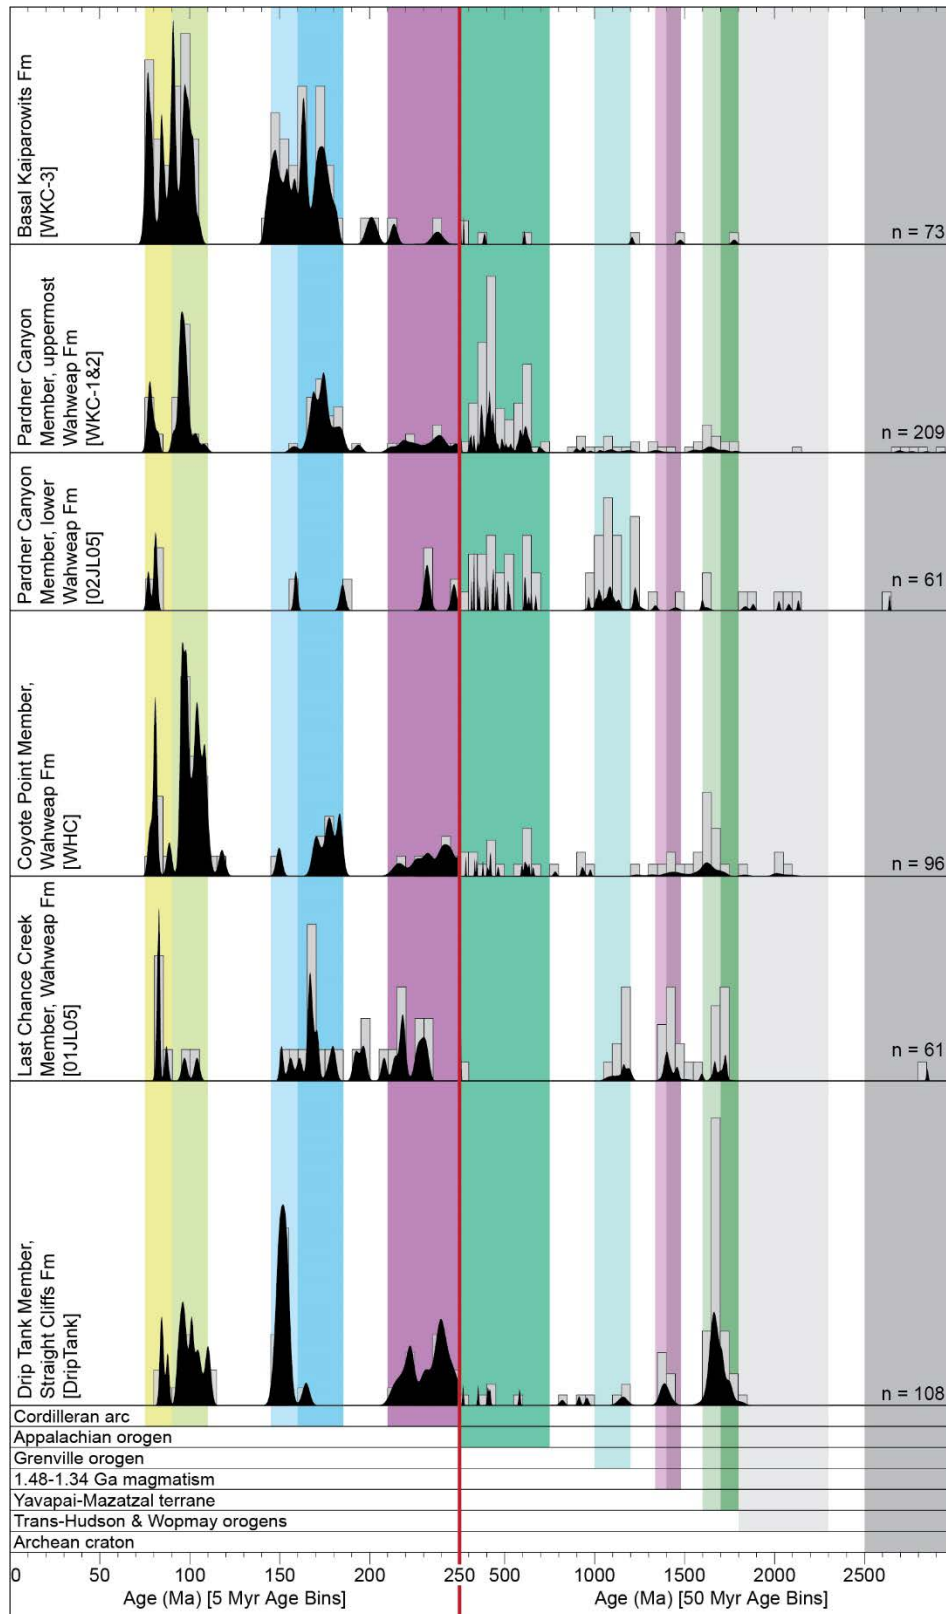 Basal Kaiparowits Fm
[WKC-3]
n = 73
Pardner Canyon
Member, uppermost
Wahweap Fm
[WKC-1&2]
n = 209
Pardner Canyon
Member, lower
Wahweap Fm
[02JL05]
n = 61
Coyote Point Member,
Wahweap Fm
[WHC]
n = 96
Last Chance Creek
Member, Wahweap Fm
[01JL05]
n = 61
Drip Tank Member,
Straight Cliffs Fm
[DripTank]
n = 108
Cordilleran arc
Appalachian orogen
Grenville orogen
1.48-1.34 Ga magmatism
Yavapai-Mazatzal terrane
Trans-Hudson & Wopmay orogens
Archean craton
50 100 150 200 250 500 1000 1500 2000 2500
Age (Ma) [5 Myr Age Bins] Age (Ma) [50 Myr Age Bins]